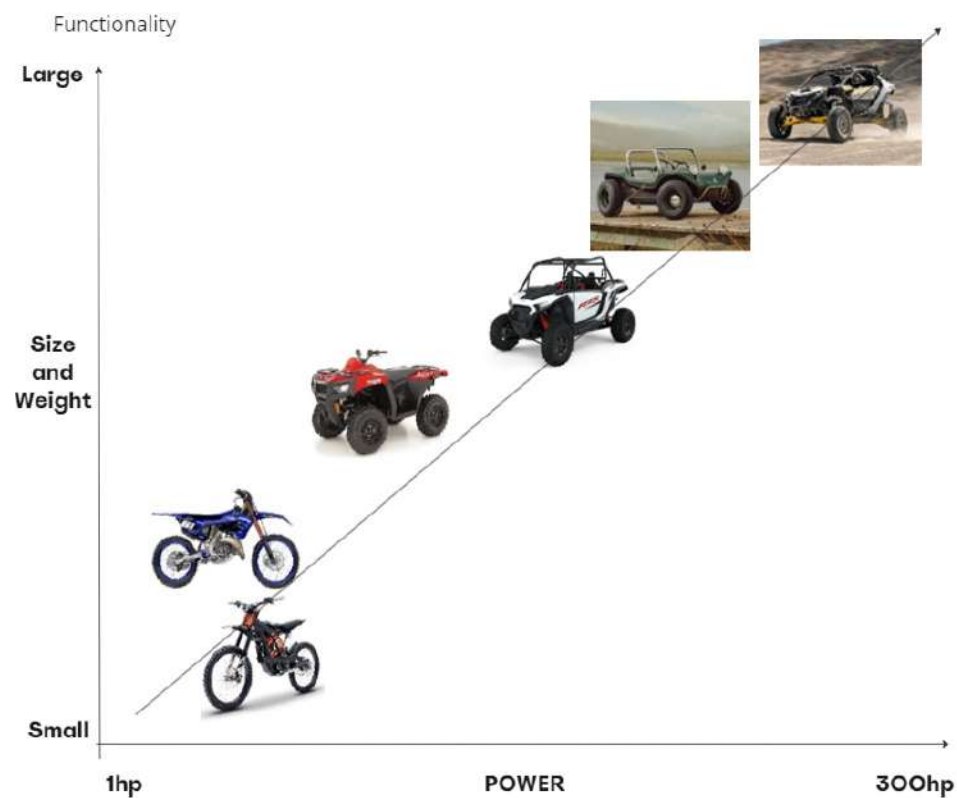 Functionality
Large
Size
and
Weight
Small
1hp
POWER
300hp